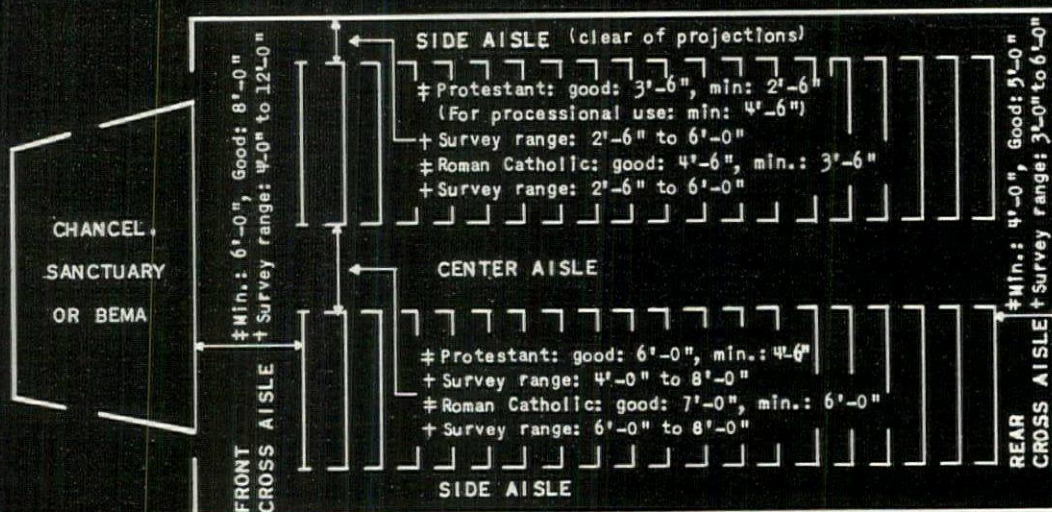 SIDE AISLE (clear of projections)
‡ Protestant: good: 3'-6", min: 2'-6"
(For processional use: min: 4'-6")
+ Survey range: 2'-6" to 6'-0"
‡ Roman Catholic: good: 4'-6", min.: 3'-6"
+ Survey range: 2'-6" to 6'-0"
CHANCEL.
SANCTUARY
OR BEMA
FRONT
CROSS AISLE
‡Min.: 6'-0", Good: 8'-0"
+Survey range: 4'-0" to 12'-0"
CENTER AISLE
‡ Protestant: good: 6'-0", min.: 4'-6"
+ Survey range: 4'-0" to 8'-0"
‡ Roman Catholic: good: 7'-0", min.: 6'-0"
+ Survey range: 6'-0" to 8'-0"
SIDE AISLE
REAR
CROSS AISLE
‡Min.: 4'-0", Good: 5'-0"
+Survey range: 3'-0" to 6'-0"